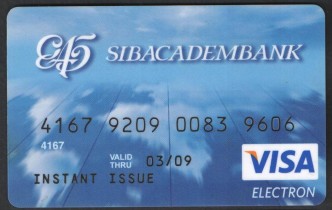 SIBACADEMBANK
4167 9209 0083 9606
4167
VALID
THRU 03/09
INSTANT ISSUE
VISA
ELECTRON